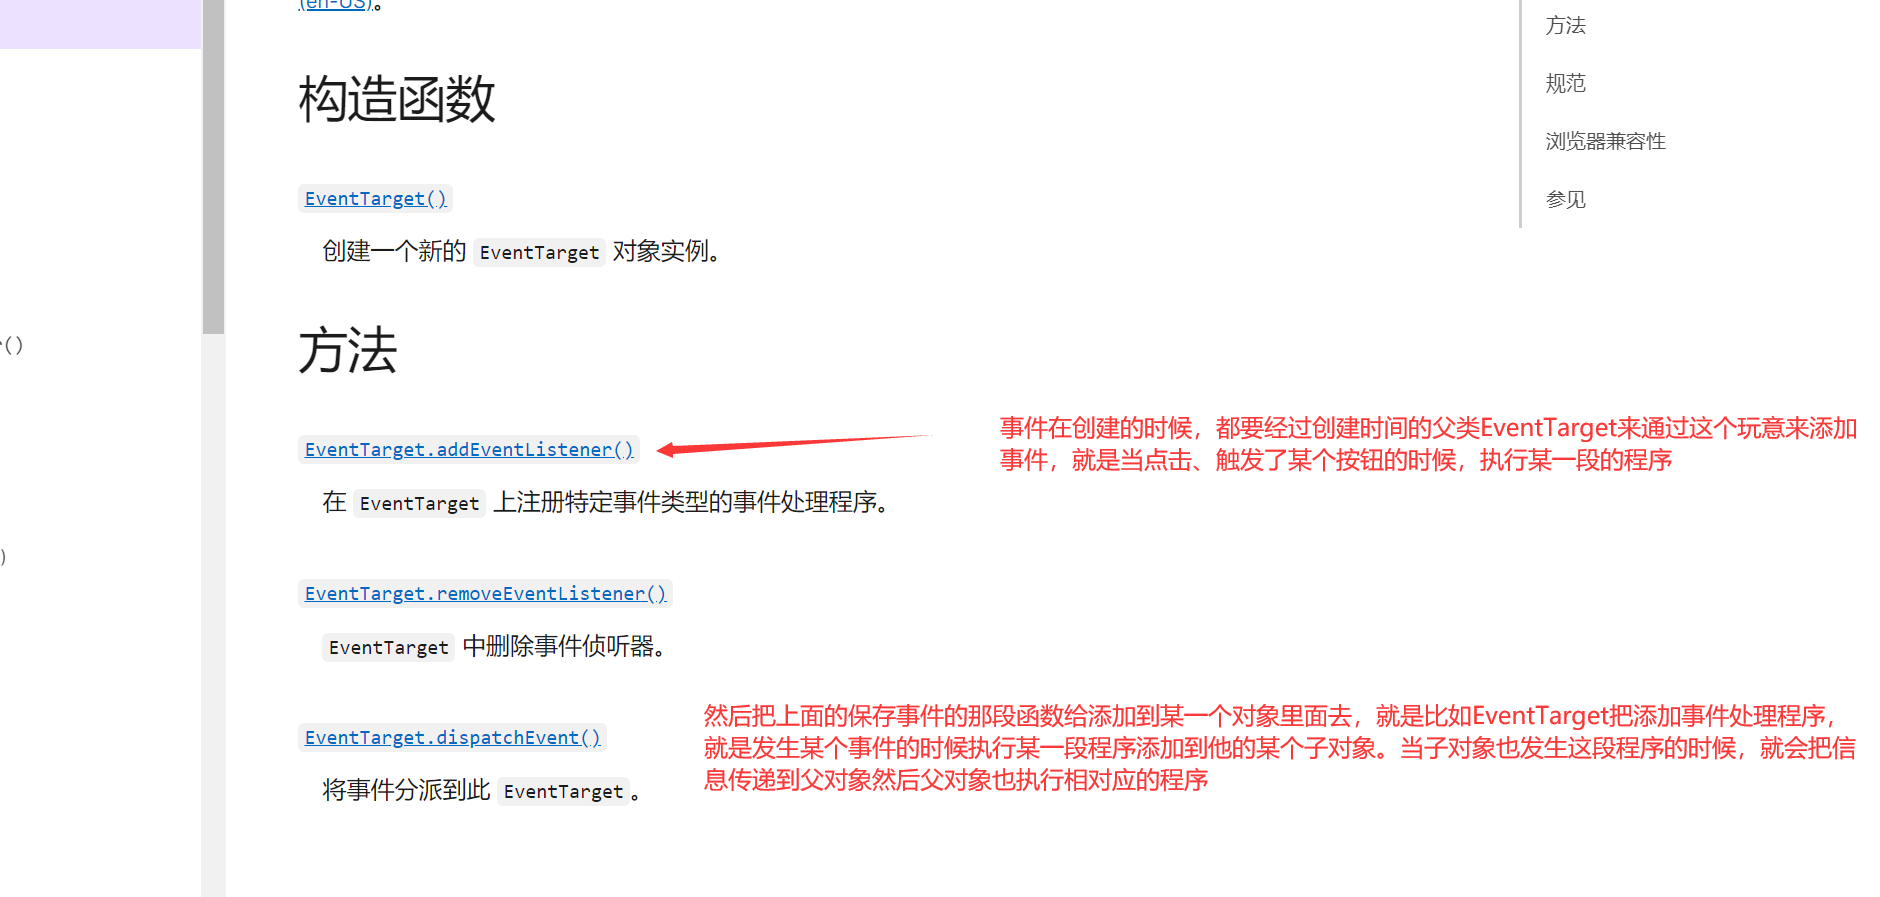 (en-US)。
构造函数
EventTarget()
创建一个新的 EventTarget 对象实例。
方法
EventTarget.addEventListener()
在 EventTarget 上注册特定事件类型的事件处理程序。
EventTarget.removeEventListener()
EventTarget 中删除事件侦听器。
EventTarget.dispatchEvent()
将事件分派到此 EventTarget 。
事件在创建的时候，都要经过创建时间的父类EventTarget来通过这个玩意来添加
事件，就是当点击、触发了某个按钮的时候，执行某一段的程序
然后把上面的保存事件的那段函数给添加到某一个对象里面去，就是比如EventTarget把添加事件处理程序，
就是发生某个事件的时候执行某一段程序添加到他的某个子对象。当子对象也发生这段程序的时候，就会把信
息传递到父对象然后父对象也执行相对应的程序
方法
规范
浏览器兼容性
参见
()
)